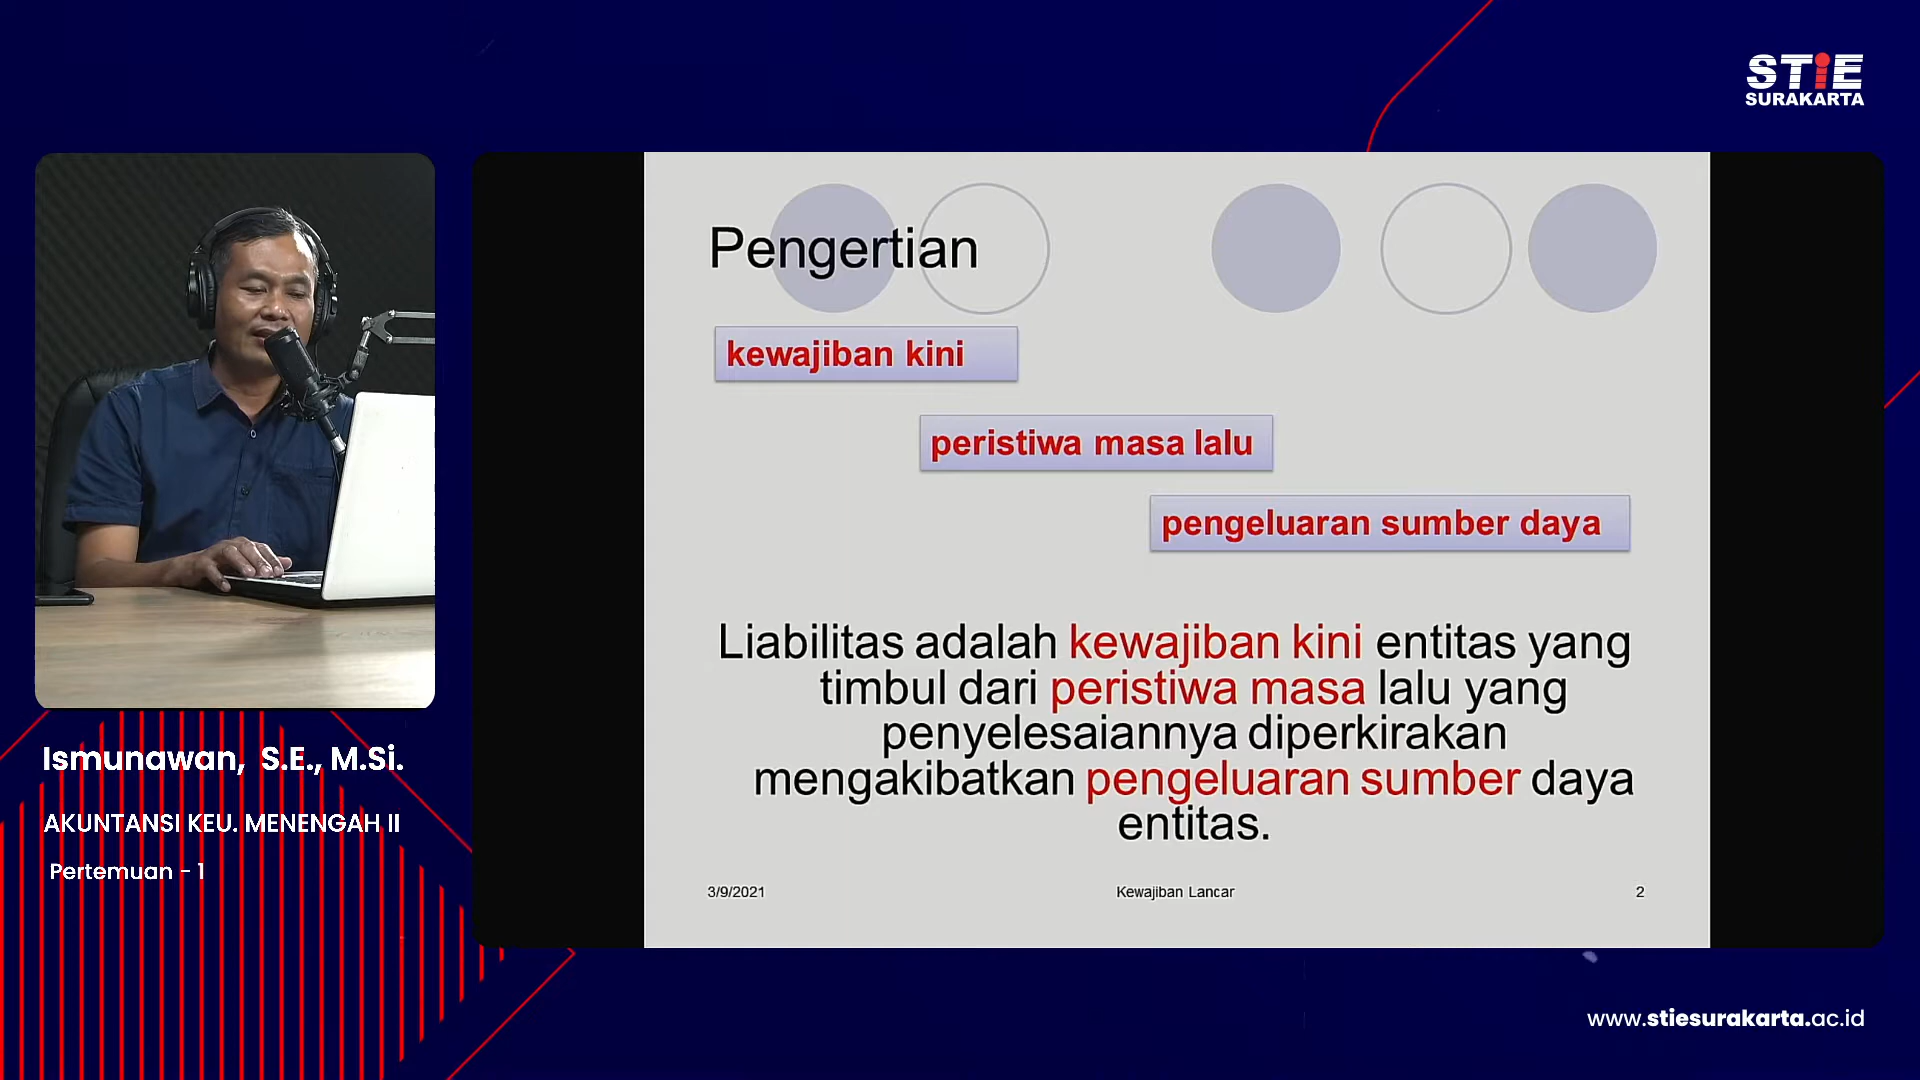 STiE
SURAKARTA
Pengertian
kewajiban kini
peristiwa masa lalu
pengeluaran sumber daya
Liabilitas adalah kewajiban kini entitas yang
timbul dari peristiwa masa lalu yang
penyelesaiannya diperkirakan
mengakibatkan pengeluaran sumber daya
entitas.
3/9/2021
Kewajiban Lancar
2
Ismunawan, S.E., M.Si.
AKUNTANSI KEU. MENENGAH II
Pertemuan - 1
www.stiesurakarta.ac.id